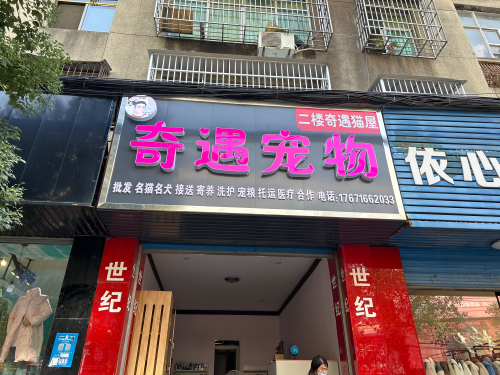 二楼奇遇猫屋
奇遇宠物
批发 名猫名犬 接送 寄养 洗护 宠粮 托运 医疗 合作 电话:17671662033
依心
世纪
世纪